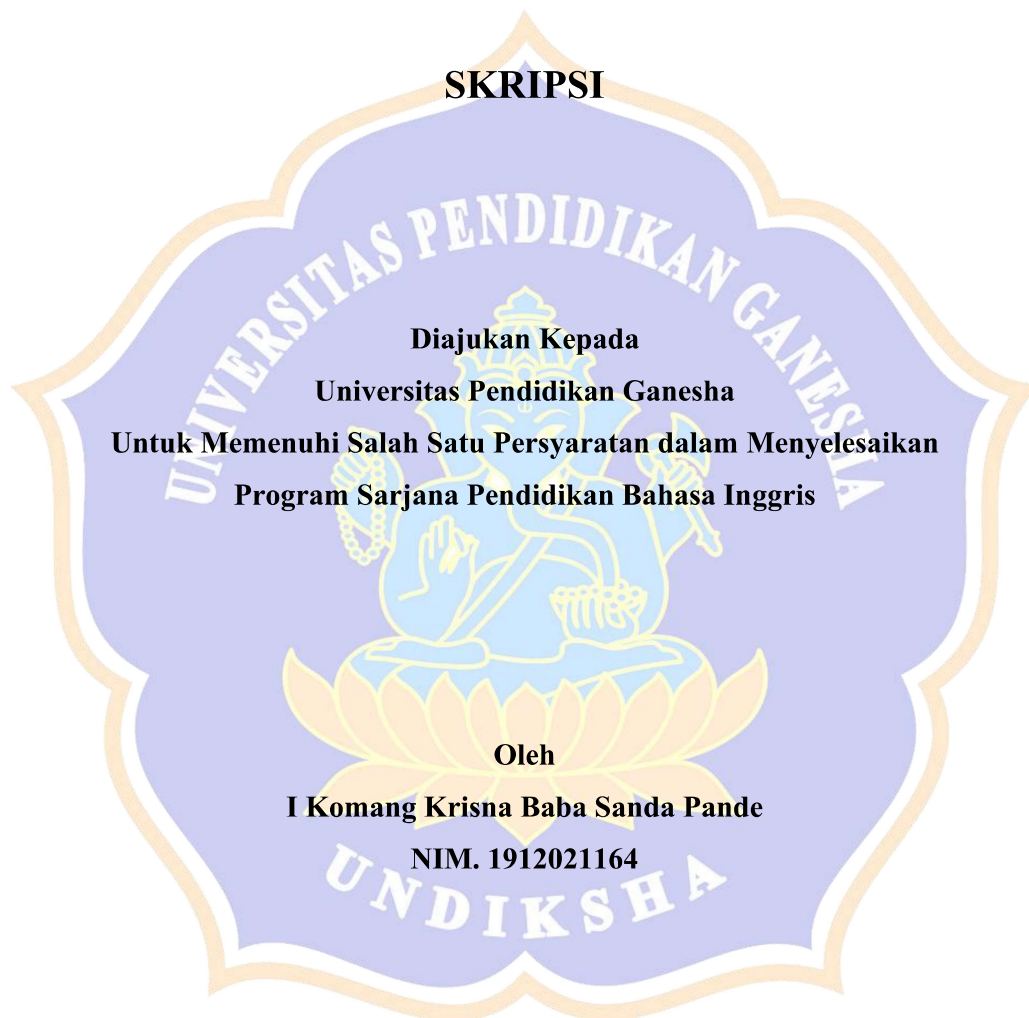 SKRIPSI
UNIVERSITAS PENDIDIKAN GANESHA
Diajukan Kepada
Universitas Pendidikan Ganesha
Untuk Memenuhi Salah Satu Persyaratan dalam Menyelesaikan
Program Sarjana Pendidikan Bahasa Inggris
Oleh
I Komang Krisna Baba Sanda Pande
NIM. 1912021164
UNDIKSHA